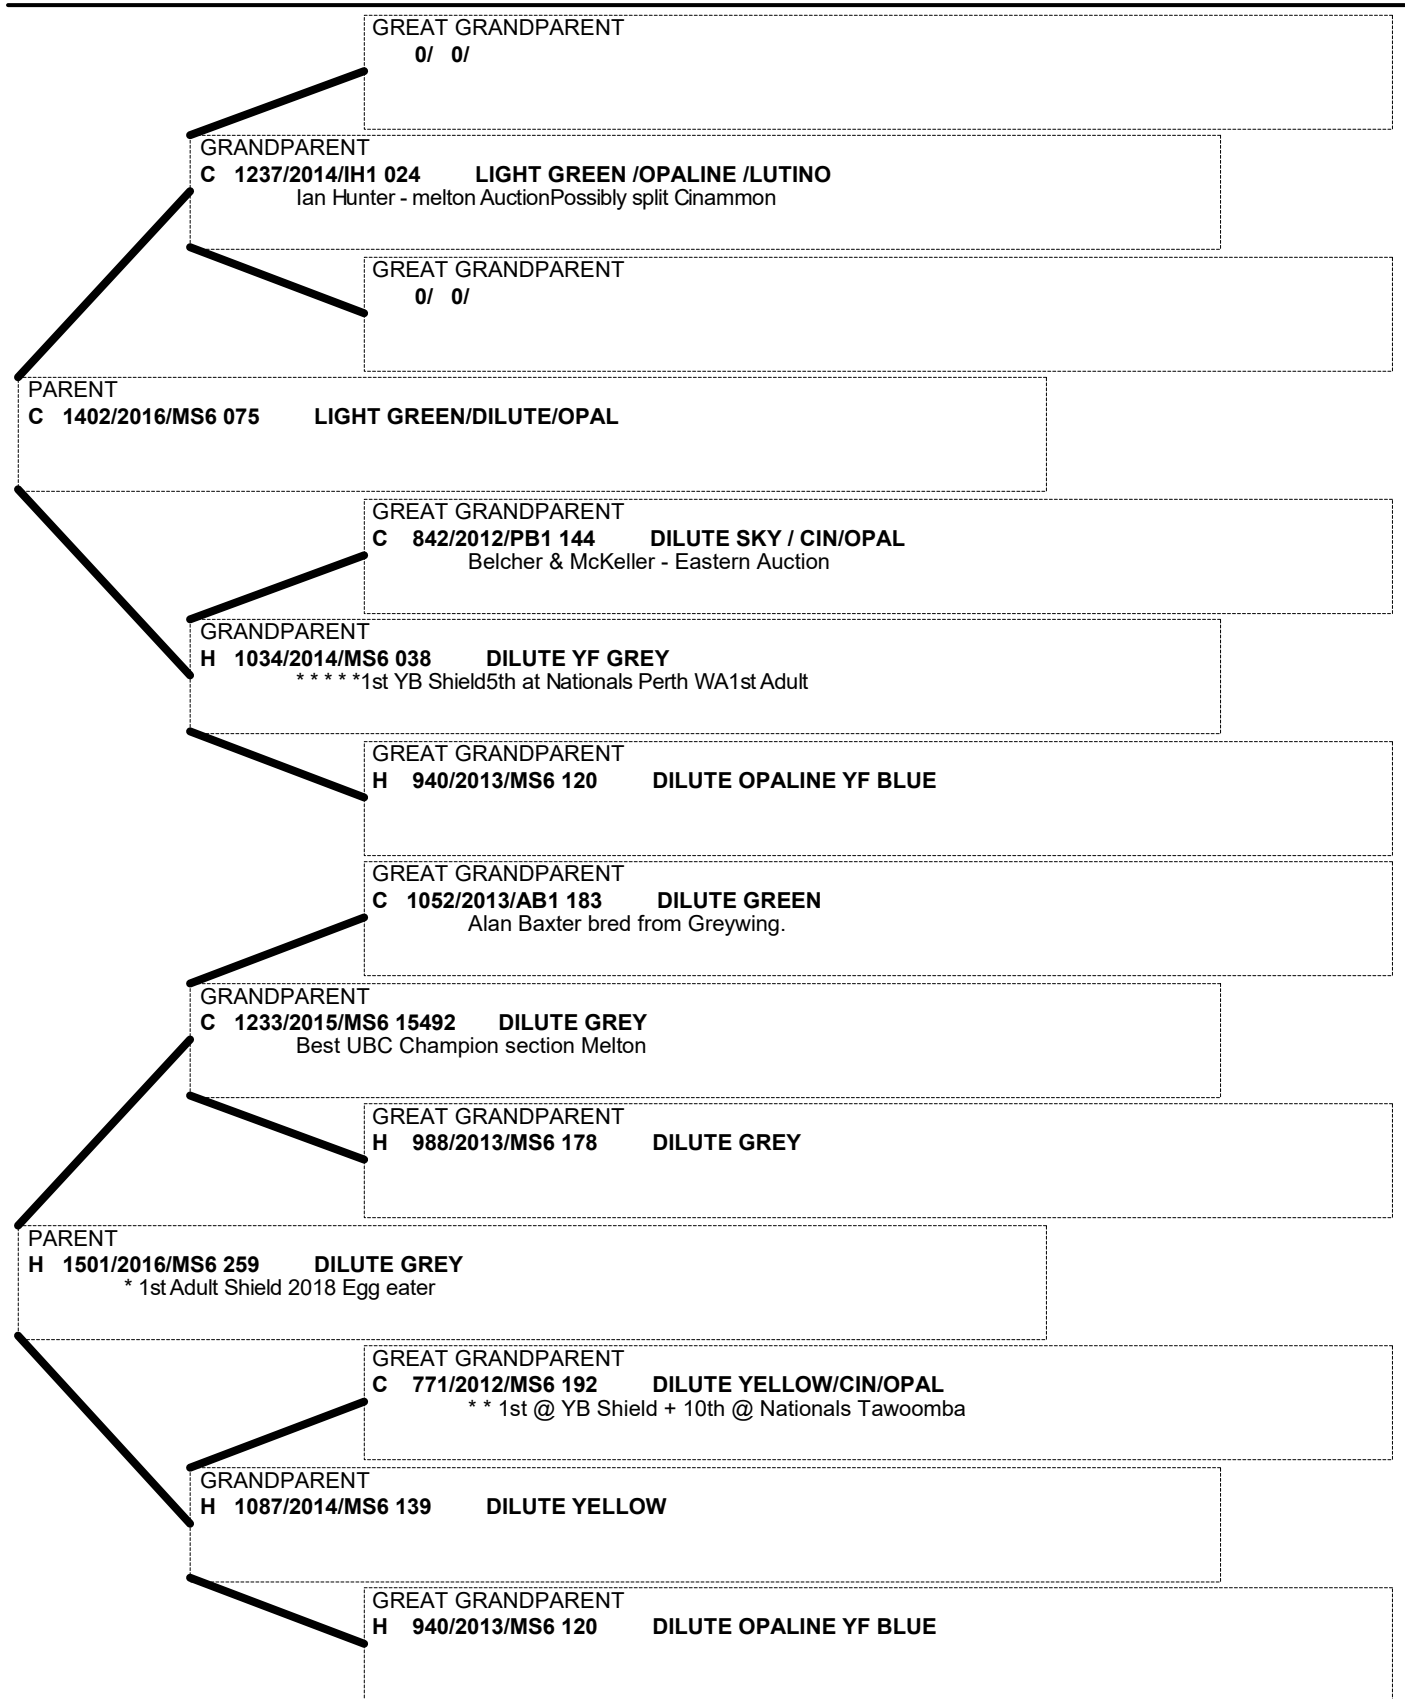 GREAT GRANDPARENT
0/ 0/
GRANDPARENT
C 1237/2014/IH1 024 LIGHT GREEN /OPALINE /LUTINO
Ian Hunter - melton AuctionPossibly split Cinammon
GREAT GRANDPARENT
0/ 0/
PARENT
C 1402/2016/MS6 075 LIGHT GREEN/DILUTE/OPAL
GREAT GRANDPARENT
C 842/2012/PB1 144 DILUTE SKY / CIN/OPAL
Belcher & McKeller - Eastern Auction
GRANDPARENT
H 1034/2014/MS6 038 DILUTE YF GREY
* * * * *1st YB Shield5th at Nationals Perth WA1st Adult
GREAT GRANDPARENT
H 940/2013/MS6 120 DILUTE OPALINE YF BLUE
GREAT GRANDPARENT
C 1052/2013/AB1 183 DILUTE GREEN
Alan Baxter bred from Greywing.
GRANDPARENT
C 1233/2015/MS6 15492 DILUTE GREY
Best UBC Champion section Melton
GREAT GRANDPARENT
H 988/2013/MS6 178 DILUTE GREY
PARENT
H 1501/2016/MS6 259 DILUTE GREY
* 1st Adult Shield 2018 Egg eater
GREAT GRANDPARENT
C 771/2012/MS6 192 DILUTE YELLOW/CIN/OPAL
* * 1st @ YB Shield + 10th @ Nationals Tawoomba
GRANDPARENT
H 1087/2014/MS6 139 DILUTE YELLOW
GREAT GRANDPARENT
H 940/2013/MS6 120 DILUTE OPALINE YF BLUE